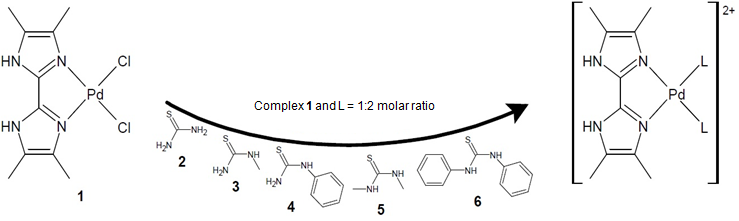 HN
N
Cl
Pd
HN
N
Cl
1
Complex 1 and L = 1:2 molar ratio
S
H₂N
NH₂
2
S
H₂N
NH
3
S
H₂N
NH
4
S
NH
NH
5
S
HN
NH
6
2+
HN
N
L
Pd
HN
N
L